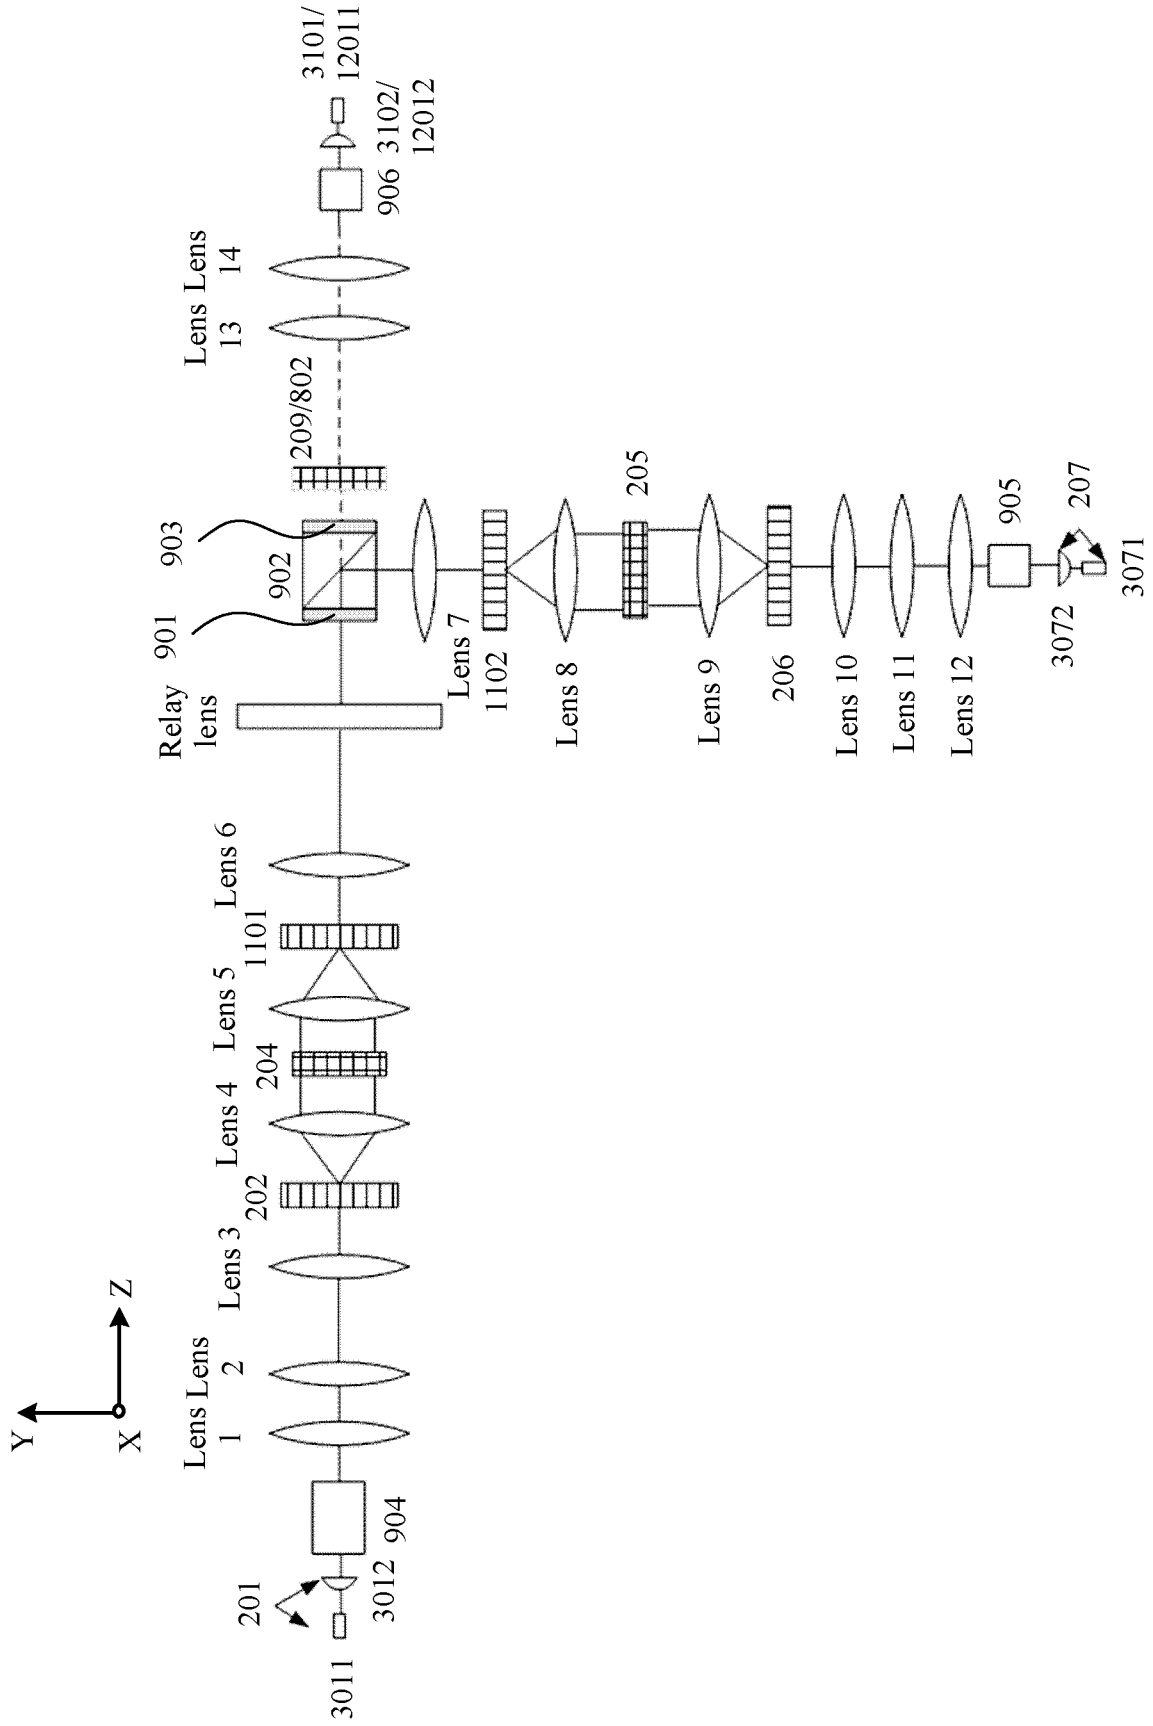 3101/
12011
3102/
12012
906
Lens
14
Lens
13
209/802
903
902
901
Relay
lens
Lens 7
1102
Lens 8
205
Lens 9
206
Lens 10
Lens 11
Lens 12
905
207
3072
3071
Lens 6
1101
Lens 5
204
Lens 4
202
Lens 3
Lens
2
Lens
1
904
3012
201
3011
Y
Z
X